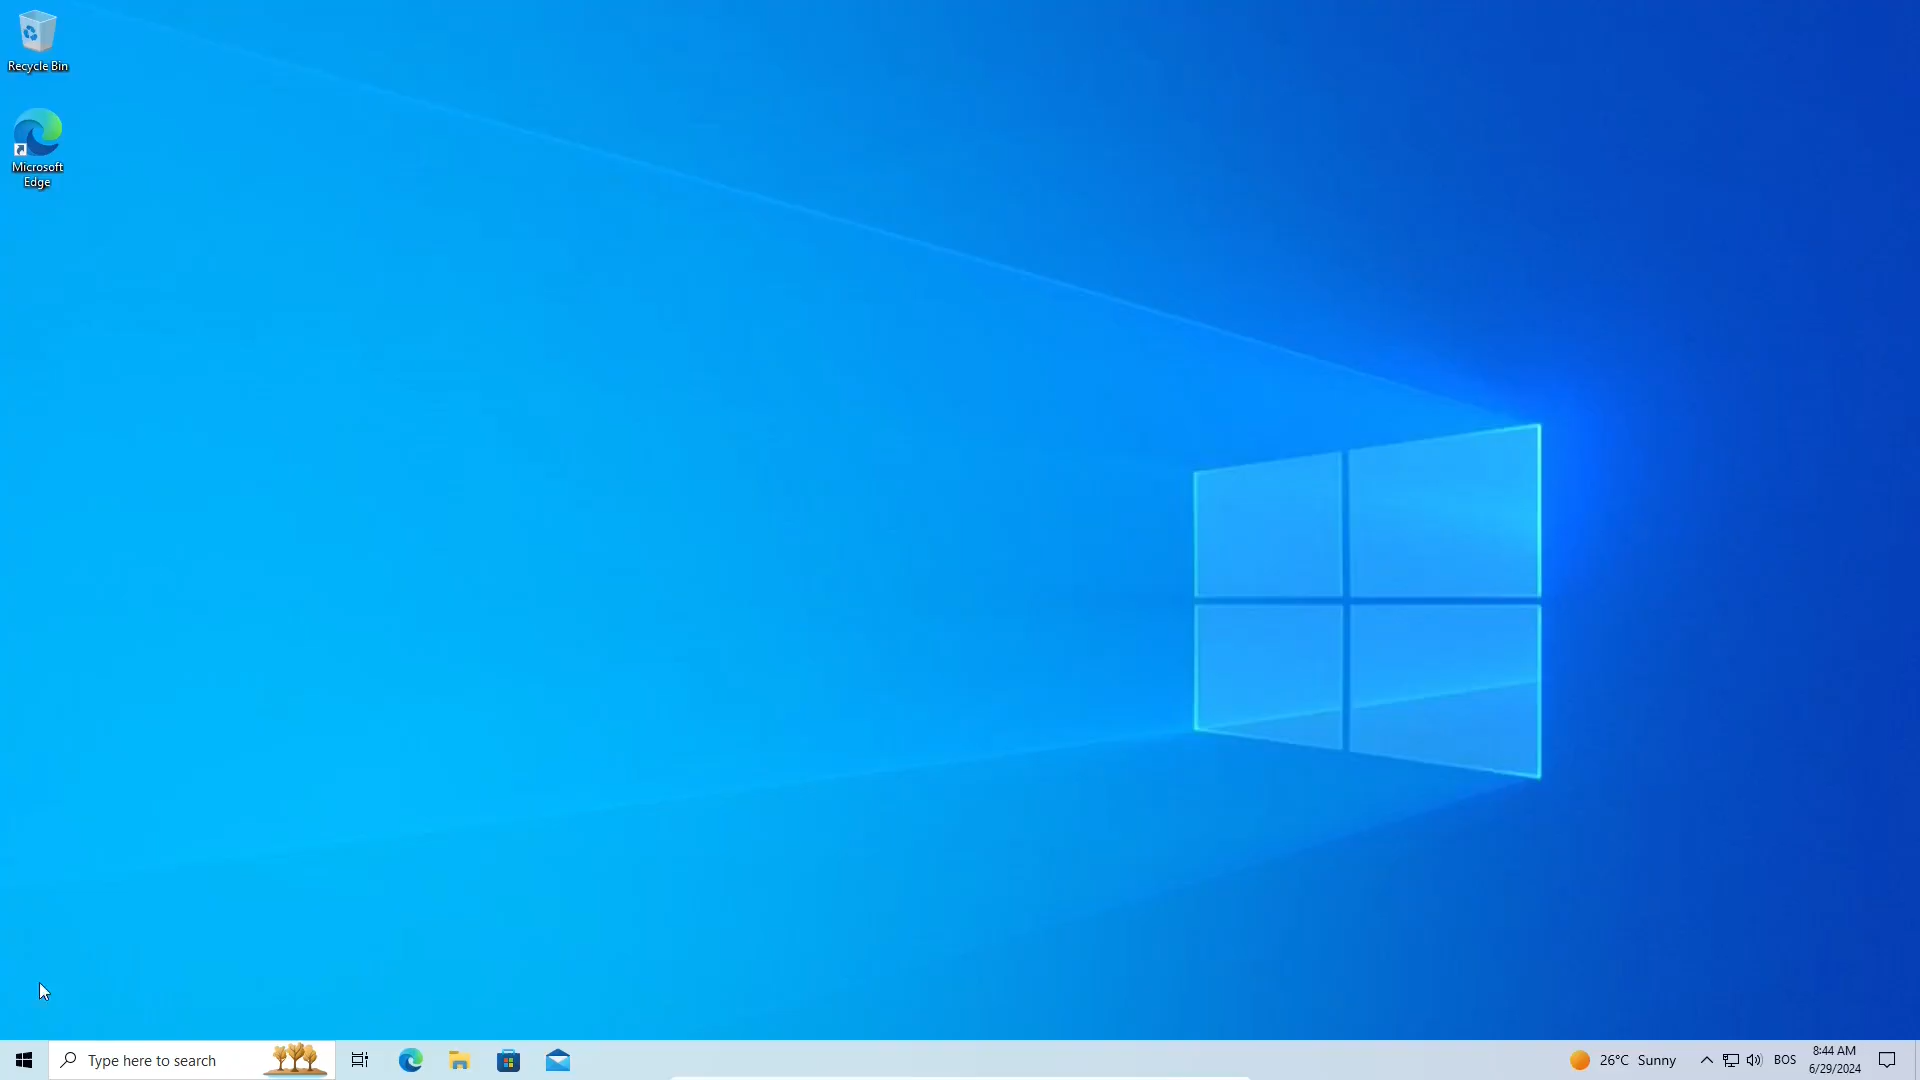 Recycle Bin
Microsoft
Edge
Type here to search
26°C Sunny
BOS
8:44 AM
6/29/2024